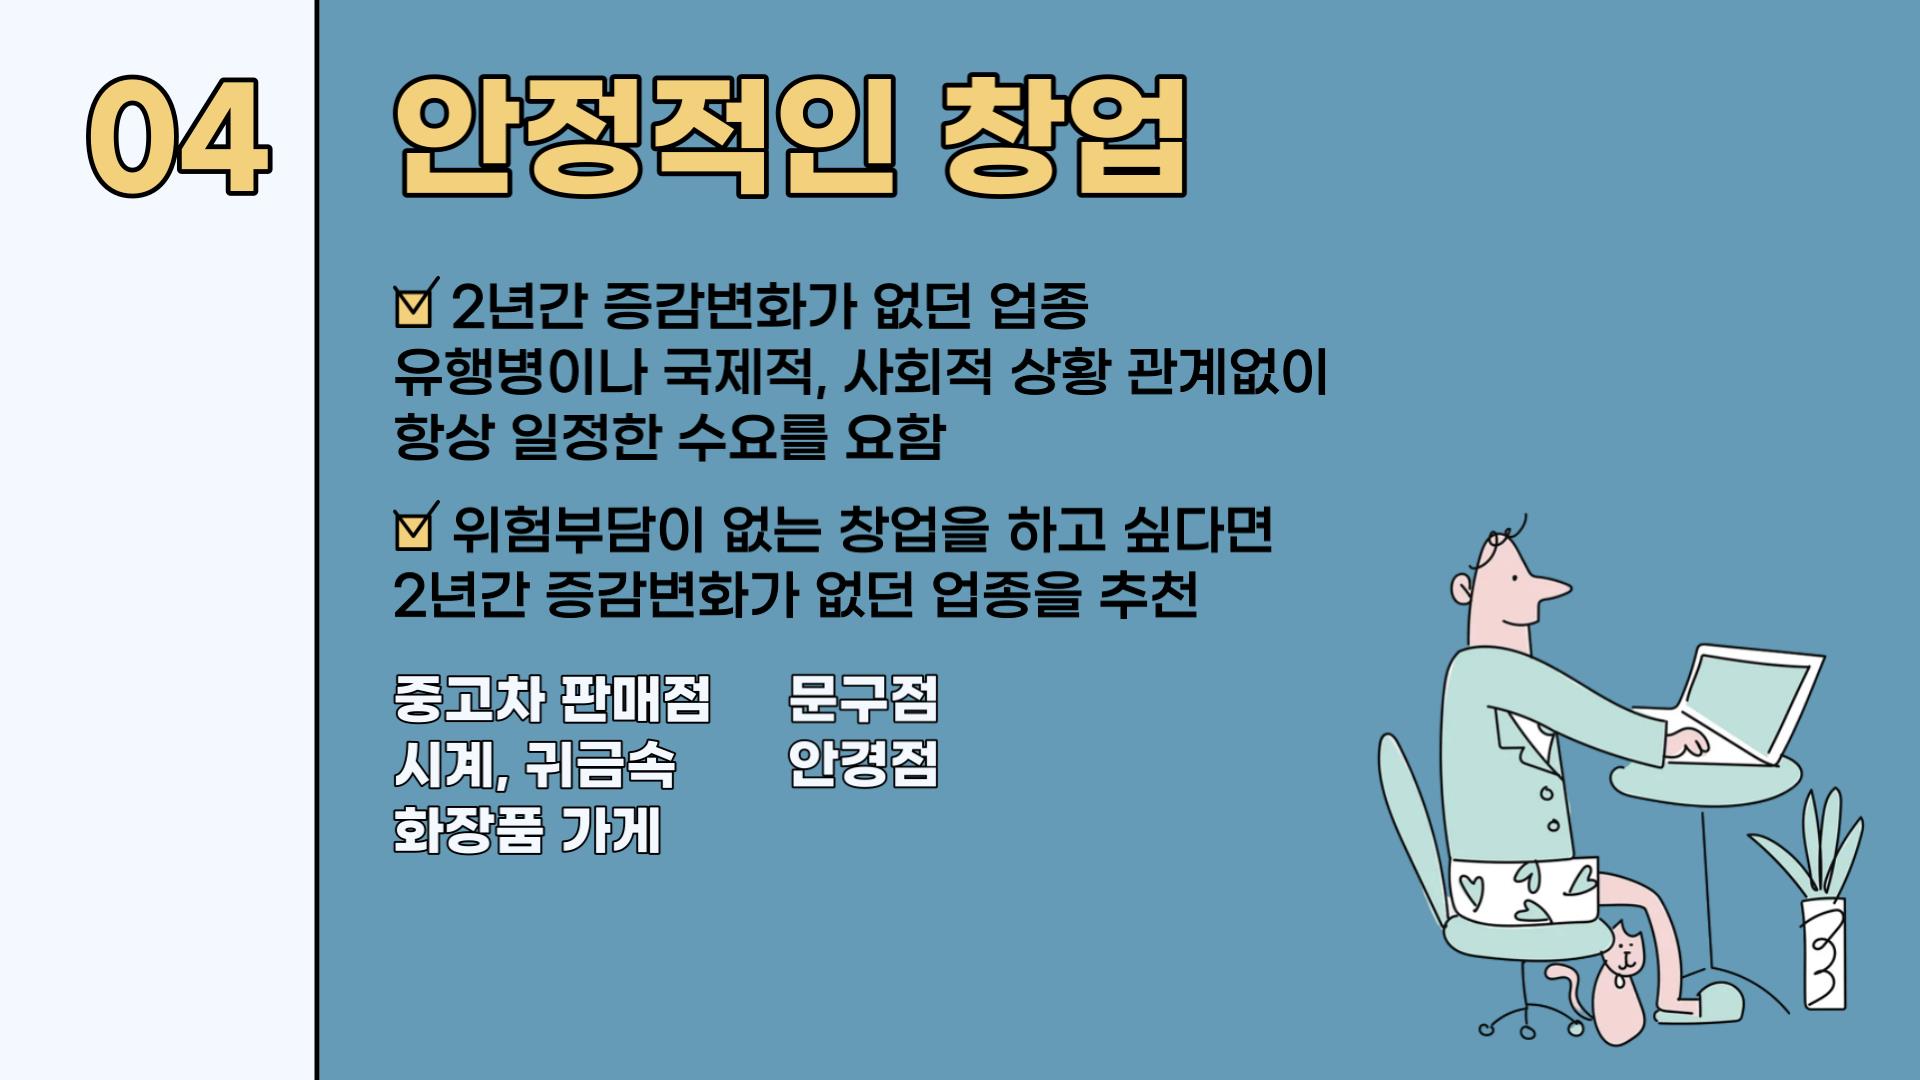 04
안정적인 창업
2년간 증감변화가 없던 업종
유행병이나 국제적, 사회적 상황 관계없이
항상 일정한 수요를 요함
위험부담이 없는 창업을 하고 싶다면
2년간 증감변화가 없던 업종을 추천
중고차 판매점
시계, 귀금속
화장품 가게
문구점
안경점